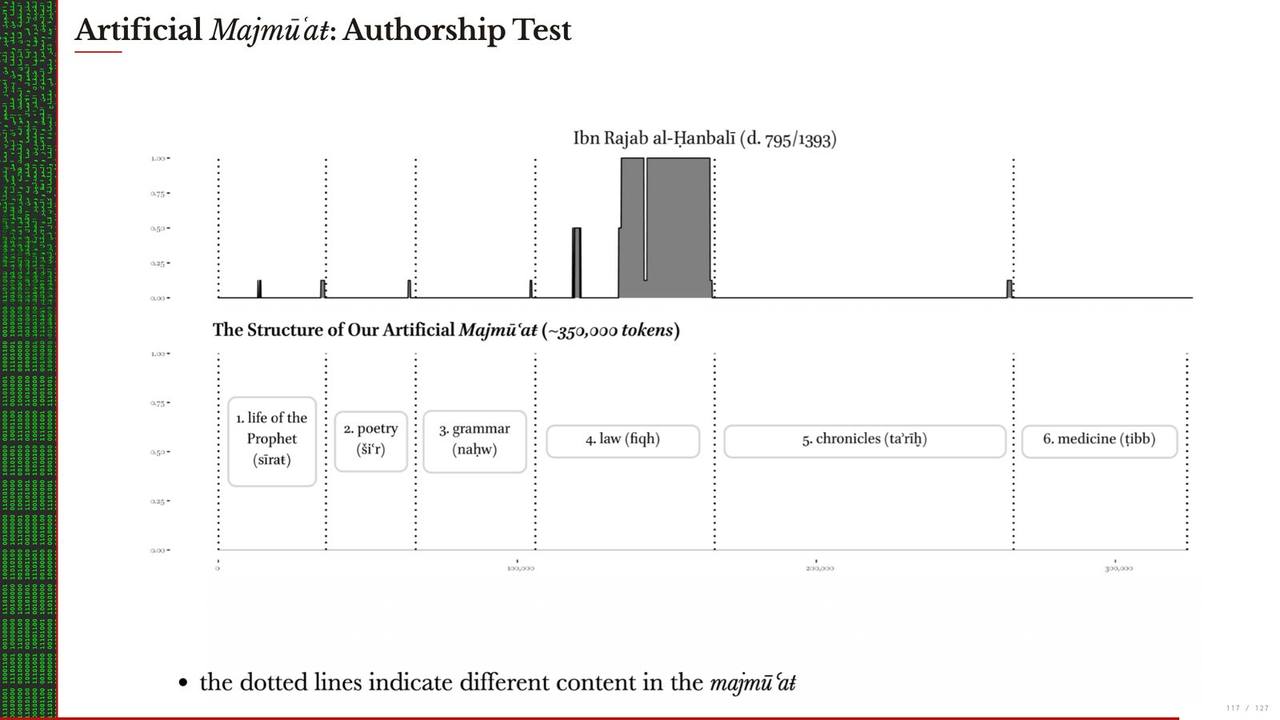 Artificial Majmūʿaŧ: Authorship Test
Ibn Rajab al-Ḥanbalī (d. 795/1393)
1.00
0.75
0.50
0.25
0.00
The Structure of Our Artificial Majmūʿaŧ (~350,000 tokens)
1.00
0.75
0.50
0.25
0.00
1. life of the
Prophet
(sīrat)
2. poetry
(šiʿr)
3. grammar
(naḥw)
4. law (fiqh)
5. chronicles (taʾrīḫ)
6. medicine (ṭibb)
0
100,000
200,000
300,000
• the dotted lines indicate different content in the majmūʿaŧ
117 / 127